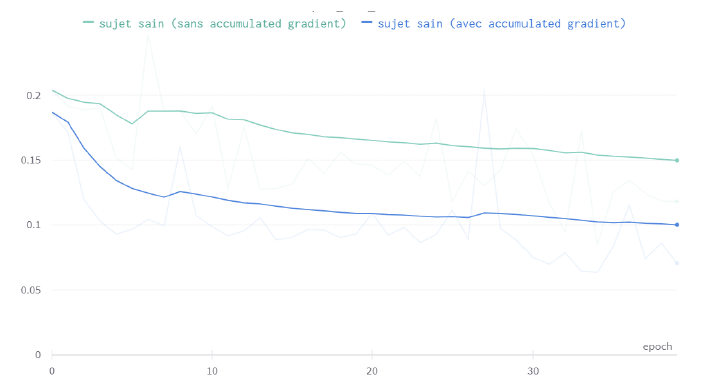 sujet sain (sans accumulated gradient) sujet sain (avec accumulated gradient)
0.2
0.15
0.1
0.05
epoch
0
0 10 20 30